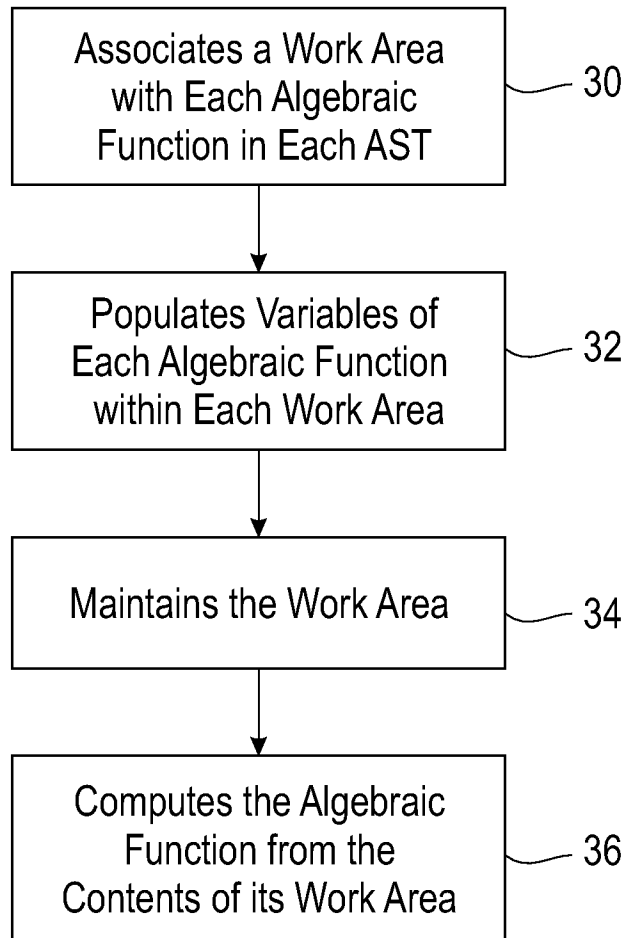 Associates a Work Area
with Each Algebraic
Function in Each AST
30
Populates Variables of
Each Algebraic Function
within Each Work Area
32
Maintains the Work Area
34
Computes the Algebraic
Function from the
Contents of its Work Area
36